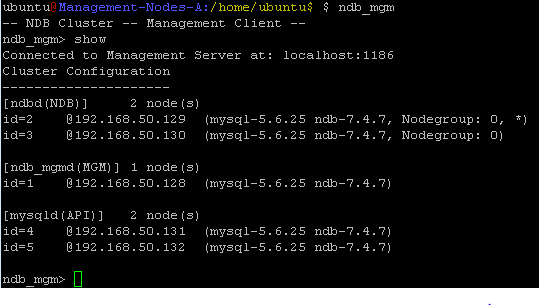 ubuntu@Management-Nodes-A:/home/ubuntu$ $ ndb_mgm
-- NDB Cluster -- Management Client --
ndb_mgm> show
Connected to Management Server at: localhost:1186
Cluster Configuration
---------------------
[ndbd(NDB)]     2 node(s)
id=2    @192.168.50.129  (mysql-5.6.25 ndb-7.4.7, Nodegroup: 0, *)
id=3    @192.168.50.130  (mysql-5.6.25 ndb-7.4.7, Nodegroup: 0)
[ndb_mgmd(MGM)] 1 node(s)
id=1    @192.168.50.128  (mysql-5.6.25 ndb-7.4.7)
[mysqld(API)]   2 node(s)
id=4    @192.168.50.131  (mysql-5.6.25 ndb-7.4.7)
id=5    @192.168.50.132  (mysql-5.6.25 ndb-7.4.7)
ndb_mgm>